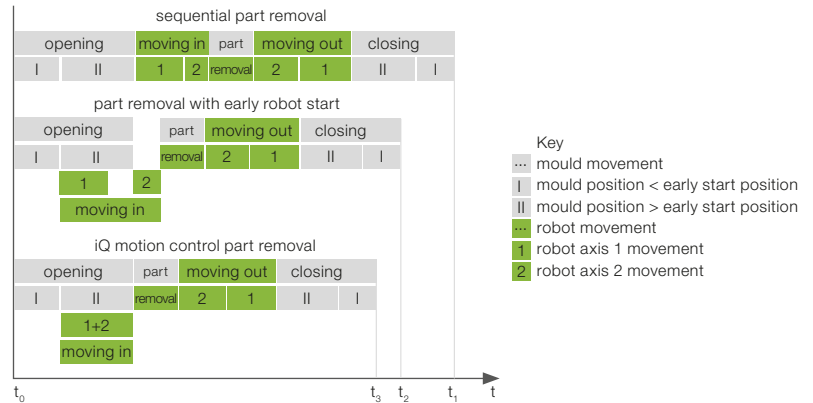 sequential part removal
opening moving in part moving out closing
I II 1 2 removal 2 1 II I
part removal with early robot start
opening part moving out closing
I II removal 2 1 II I
1 2
moving in
iQ motion control part removal
opening part moving out closing
I II removal 2 1 II I
1+2
moving in
t0 t3 t2 t1 t
Key
... mould movement
I mould position < early start position
II mould position > early start position
... robot movement
1 robot axis 1 movement
2 robot axis 2 movement